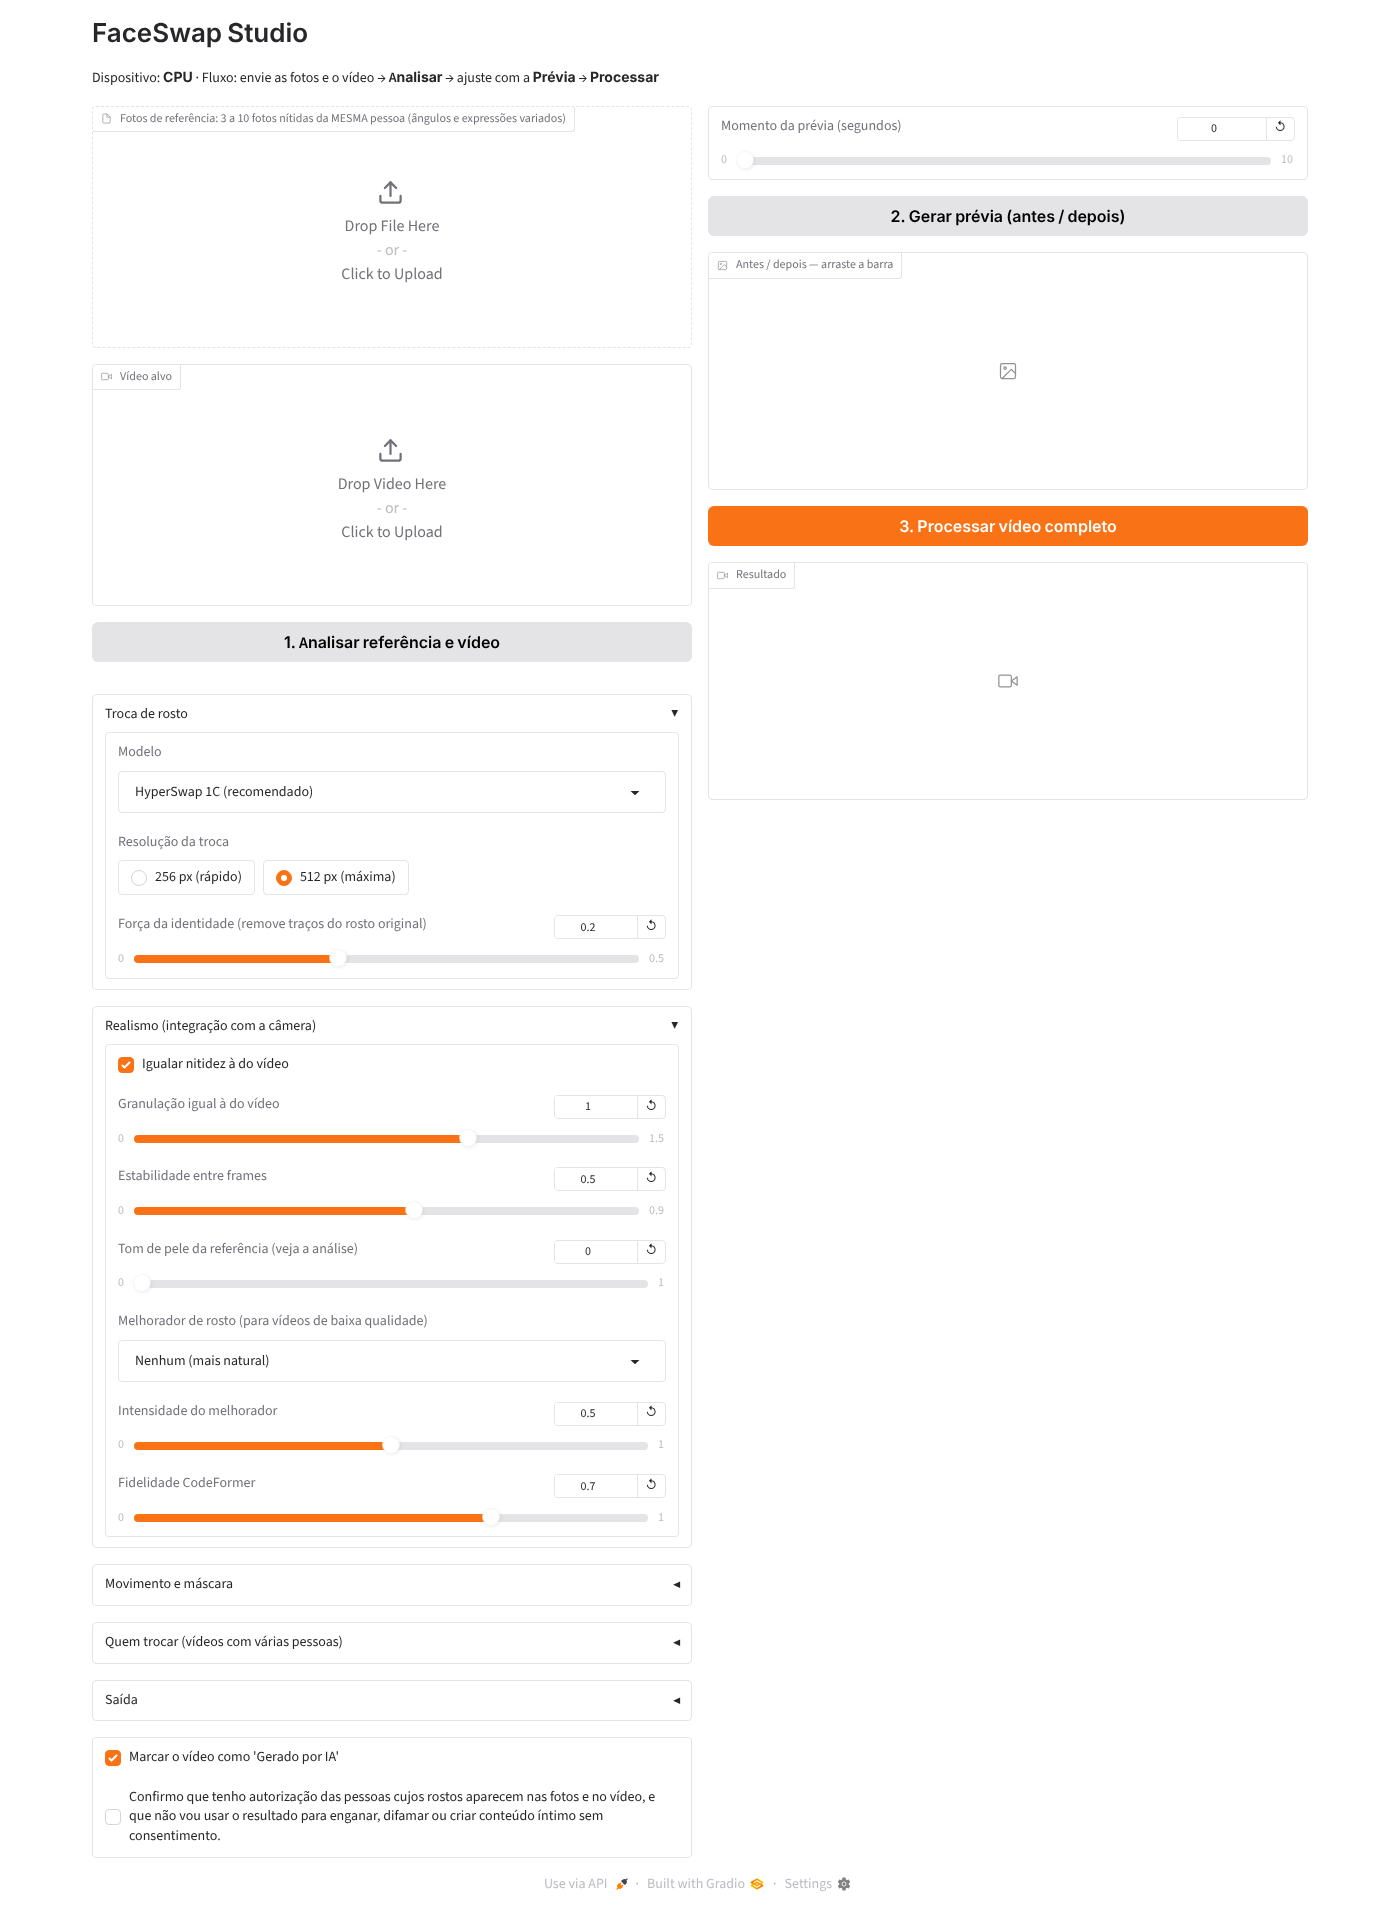 FaceSwap Studio
Dispositivo: CPU · Fluxo: envie as fotos e o vídeo → Analisar → ajuste com a Prévia → Processar
Fotos de referência: 3 a 10 fotos nítidas da MESMA pessoa (ângulos e expressões variados)
Drop File Here
- or -
Click to Upload
Vídeo alvo
Drop Video Here
- or -
Click to Upload
1. Analisar referência e vídeo
Troca de rosto ▼
Modelo
HyperSwap 1C (recomendado)
Resolução da troca
256 px (rápido) 512 px (máxima)
Força da identidade (remove traços do rosto original) 0.2
0 0.5
Realismo (integração com a câmera) ▼
Igualar nitidez à do vídeo
Granulação igual à do vídeo 1
0 1.5
Estabilidade entre frames 0.5
0 0.9
Tom de pele da referência (veja a análise) 0
0 1
Melhorador de rosto (para vídeos de baixa qualidade)
Nenhum (mais natural)
Intensidade do melhorador 0.5
0 1
Fidelidade CodeFormer 0.7
0 1
Movimento e máscara ◀
Quem trocar (vídeos com várias pessoas) ◀
Saída ◀
Marcar o vídeo como 'Gerado por IA'
Confirmo que tenho autorização das pessoas cujos rostos aparecem nas fotos e no vídeo, e
que não vou usar o resultado para enganar, difamar ou criar conteúdo íntimo sem
consentimento.
Momento da prévia (segundos) 0
0 10
2. Gerar prévia (antes / depois)
Antes / depois — arraste a barra
3. Processar vídeo completo
Resultado
Use via API · Built with Gradio · Settings